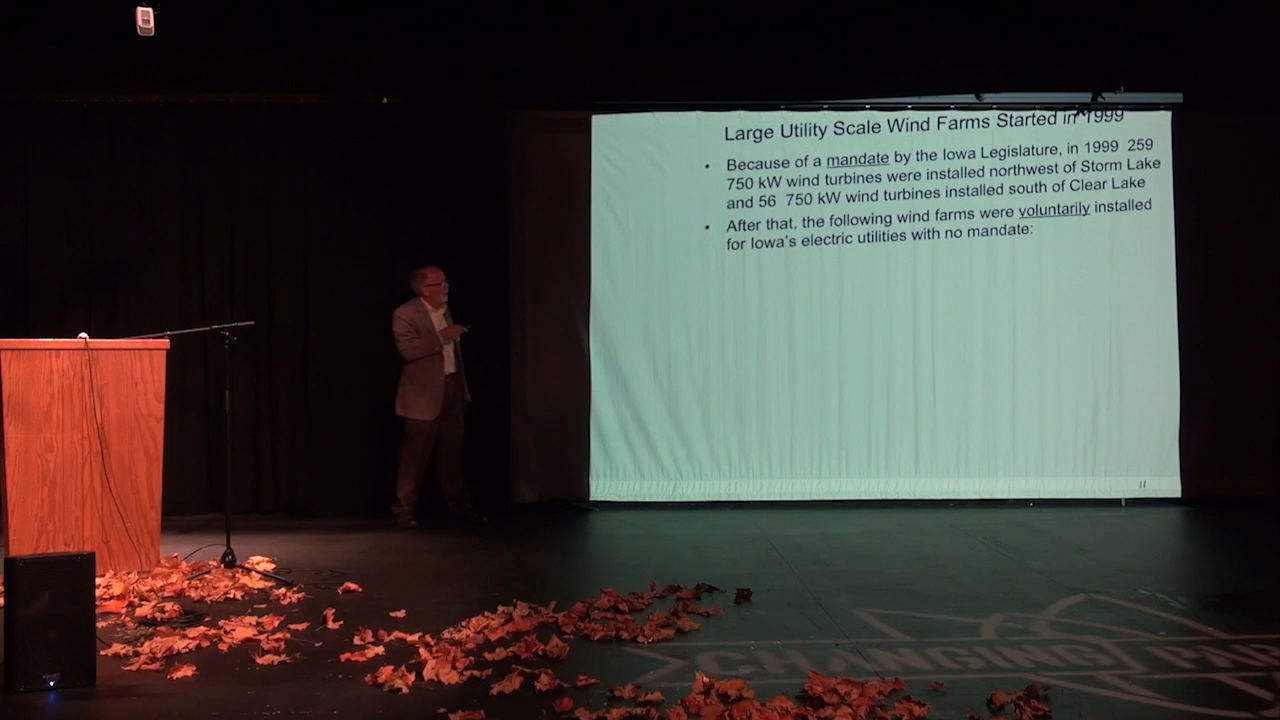 Large Utility Scale Wind Farms Started in 1999
• Because of a mandate by the Iowa Legislature, in 1999 259
750 kW wind turbines were installed northwest of Storm Lake
and 56 750 kW wind turbines installed south of Clear Lake
• After that, the following wind farms were voluntarily installed
for Iowa's electric utilities with no mandate:
11
CHANGING